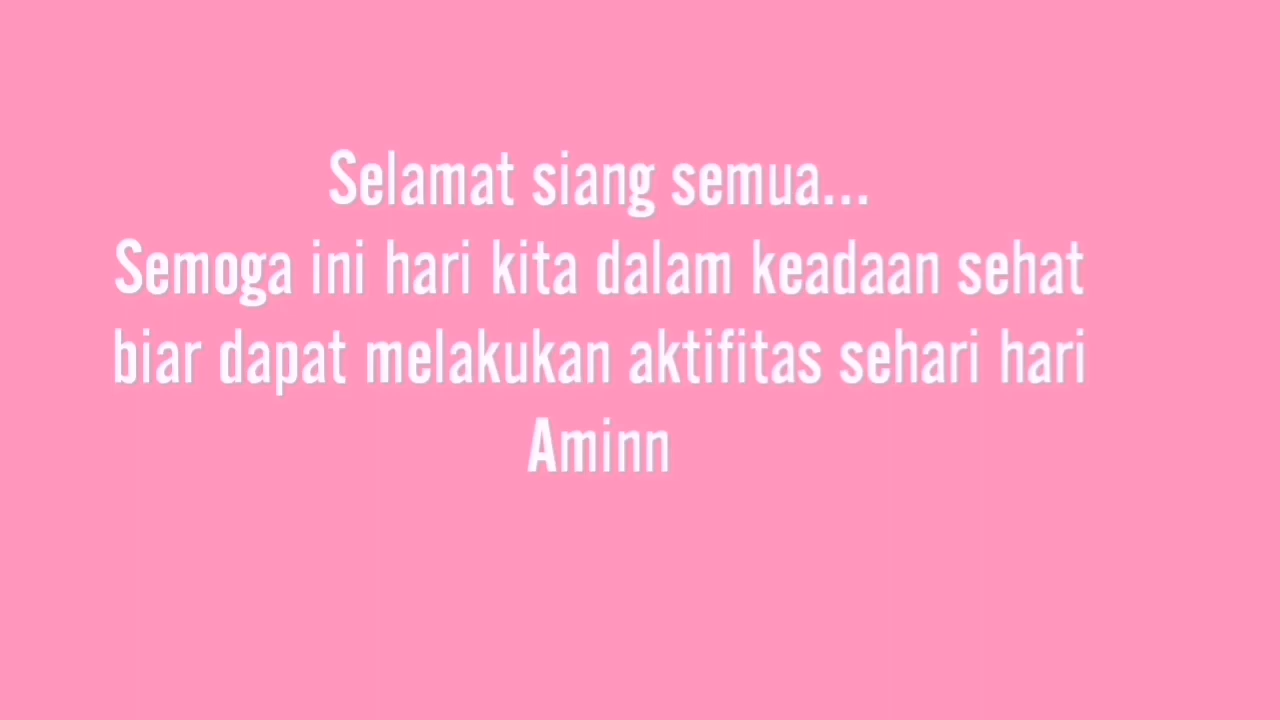 Selamat siang semua...
Semoga ini hari kita dalam keadaan sehat
biar dapat melakukan aktifitas sehari hari
Aminn